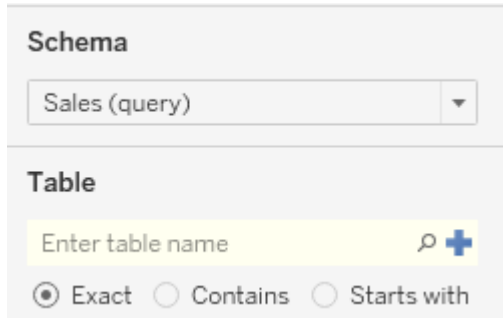 Schema
Sales (query)
Table
Enter table name
Exact Contains Starts with